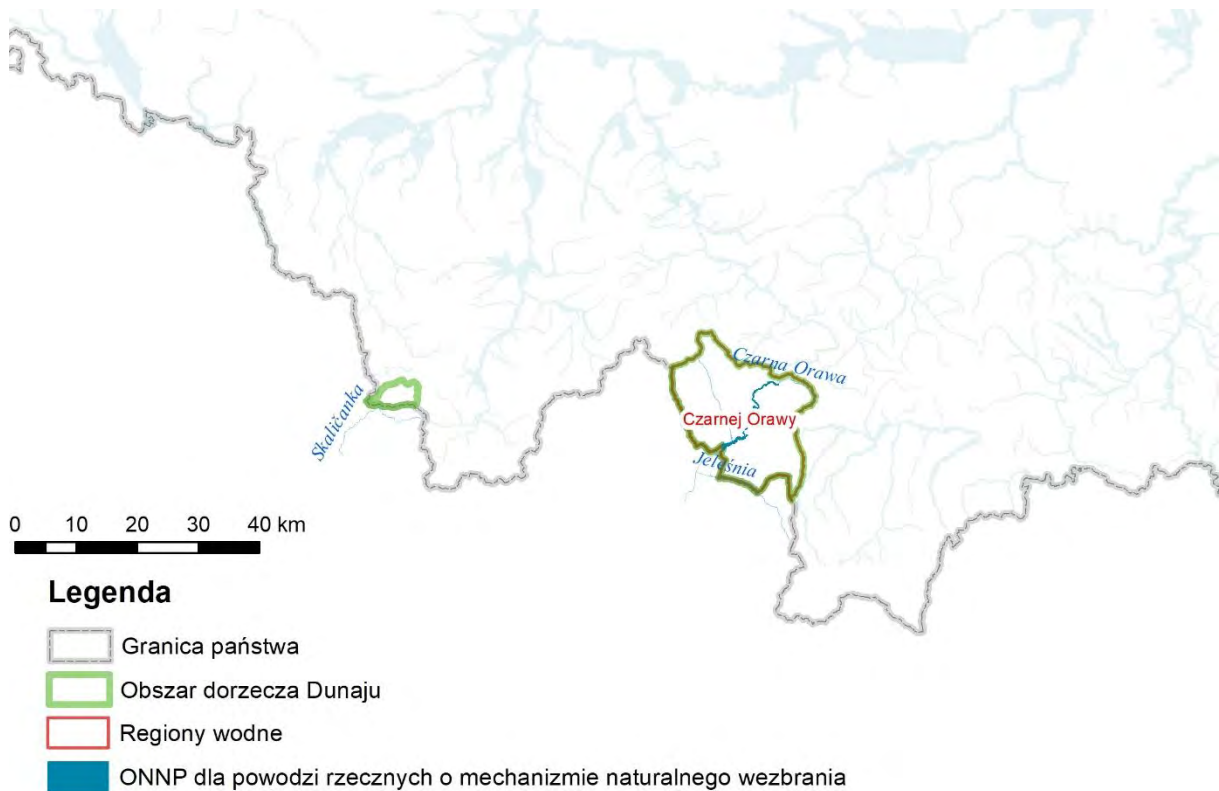 Czarna Orawa
Skaličanka
Czarnej Orawy
Jeleśnia
0 10 20 30 40 km
Legenda
Granica państwa
Obszar dorzecza Dunaju
Regiony wodne
ONNP dla powodzi rzecznych o mechanizmie naturalnego wezbrania